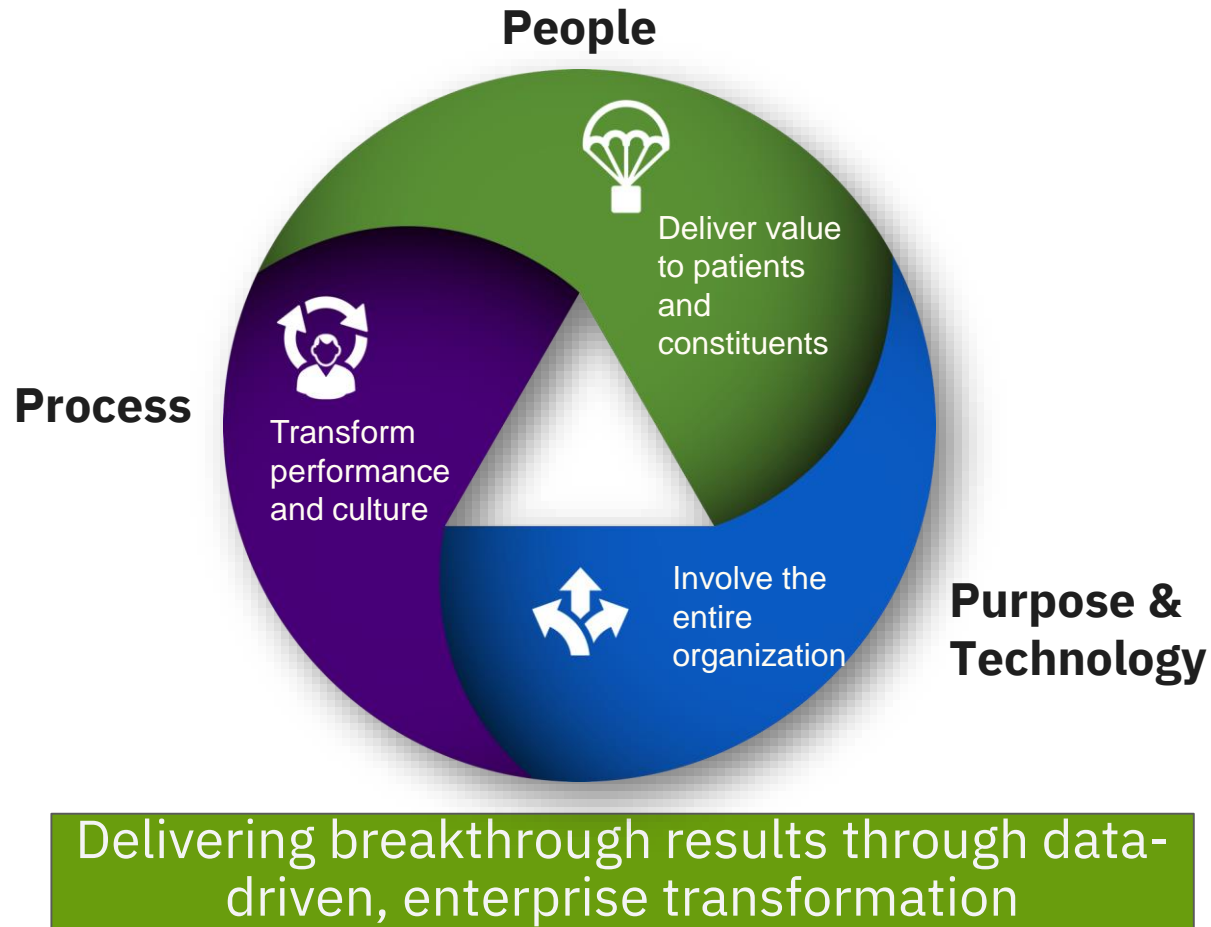 People
Deliver value
to patients
and
constituents
Process
Transform
performance
and culture
Involve the
entire
organization
Purpose &
Technology
Delivering breakthrough results through data-
driven, enterprise transformation